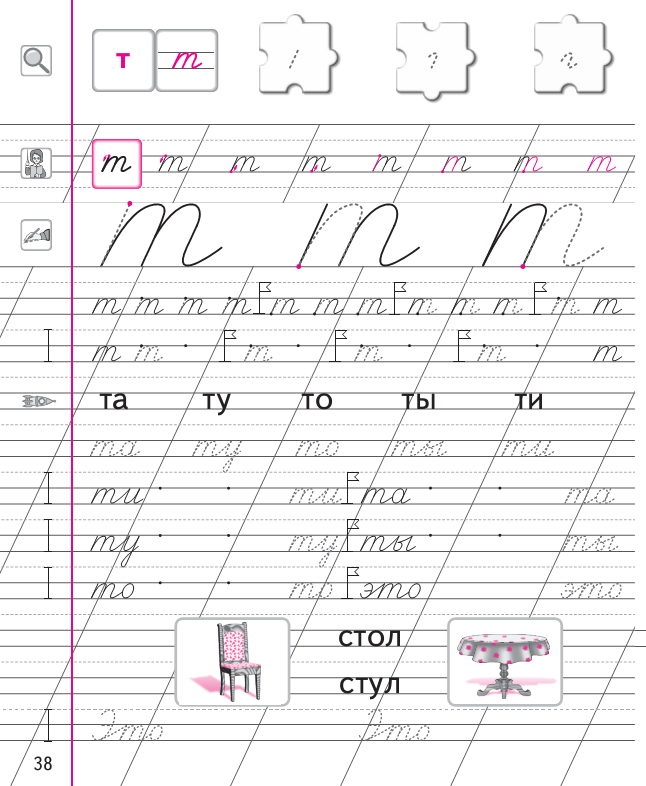 т т
т т т т т т т т
т т т
т т т т т т т т т т т т
т т т т т т
та ту то ты ти
та ту то ты ти
ти ти та та
ту ту ты ты
то то это это
стол
стул
Это Это
38